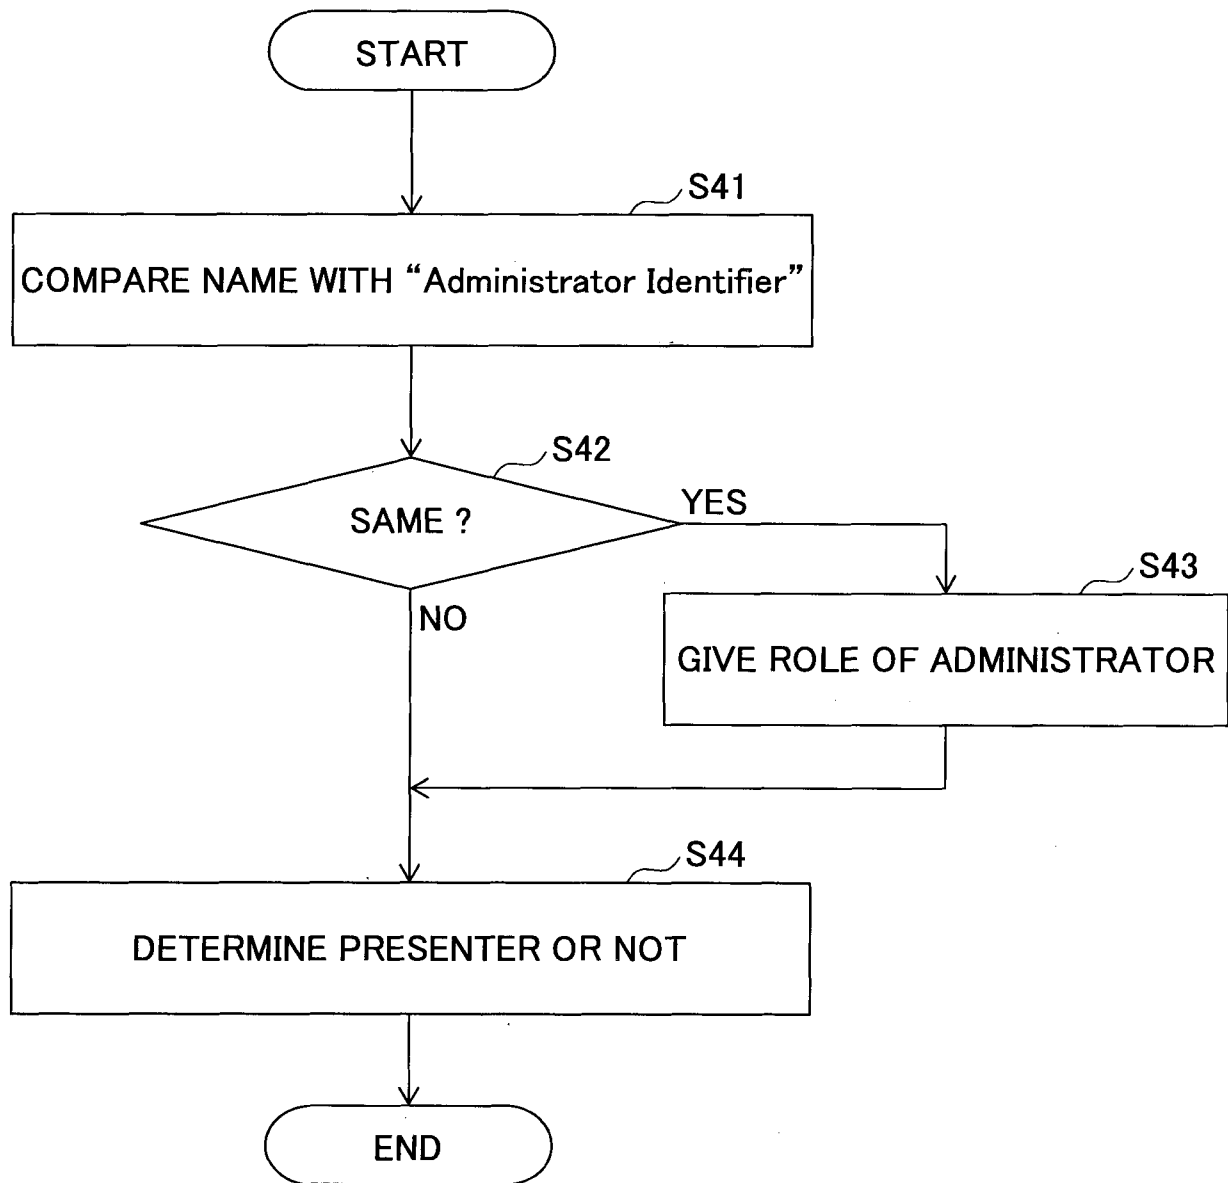 START
S41
COMPARE NAME WITH “Administrator Identifier”
S42
SAME ?
YES
NO
S43
GIVE ROLE OF ADMINISTRATOR
S44
DETERMINE PRESENTER OR NOT
END